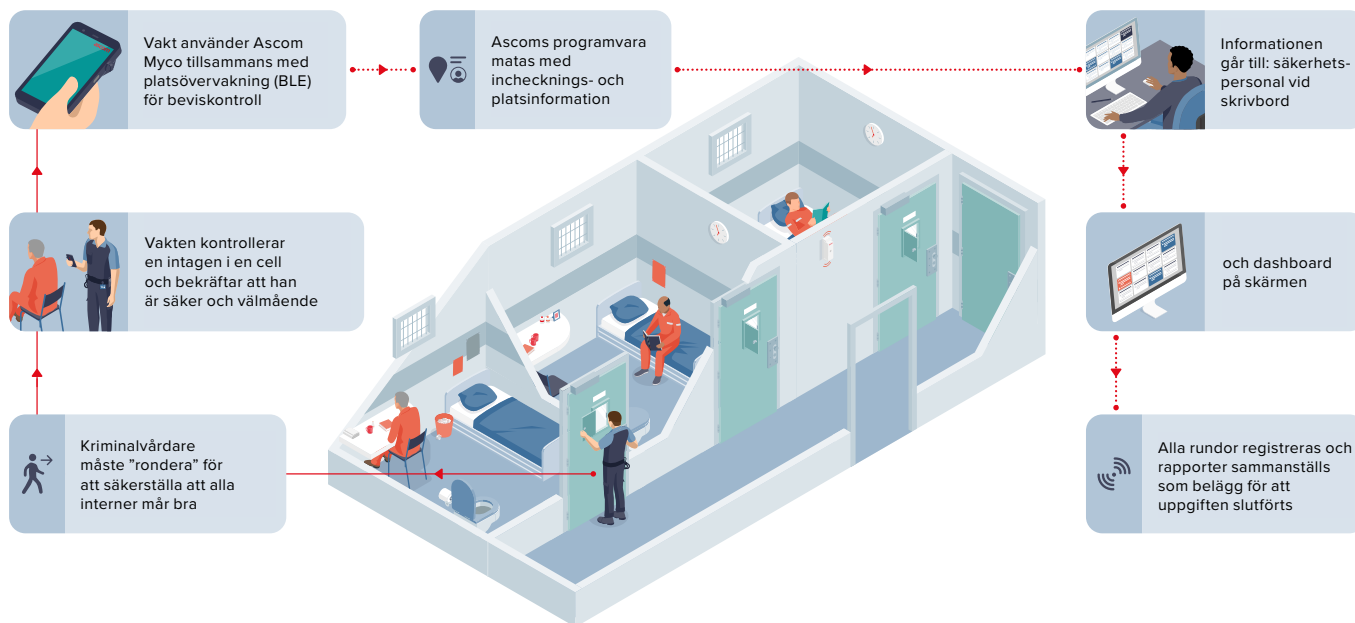 Vakt använder Ascom
Myco tillsammans med
platsövervakning (BLE)
för beviskontroll
Ascoms programvara
matas med
inchecknings- och
platsinformation
Informationen
går till: säkerhets-
personal vid
skrivbord
Vakten kontrollerar
en intagen i en cell
och bekräftar att han
är säker och välmående
och dashboard
på skärmen
Kriminalvårdare
måste ”rondera” för
att säkerställa att alla
interner mår bra
Alla rundor registreras och
rapporter sammanställs
som belägg för att
uppgiften slutförts